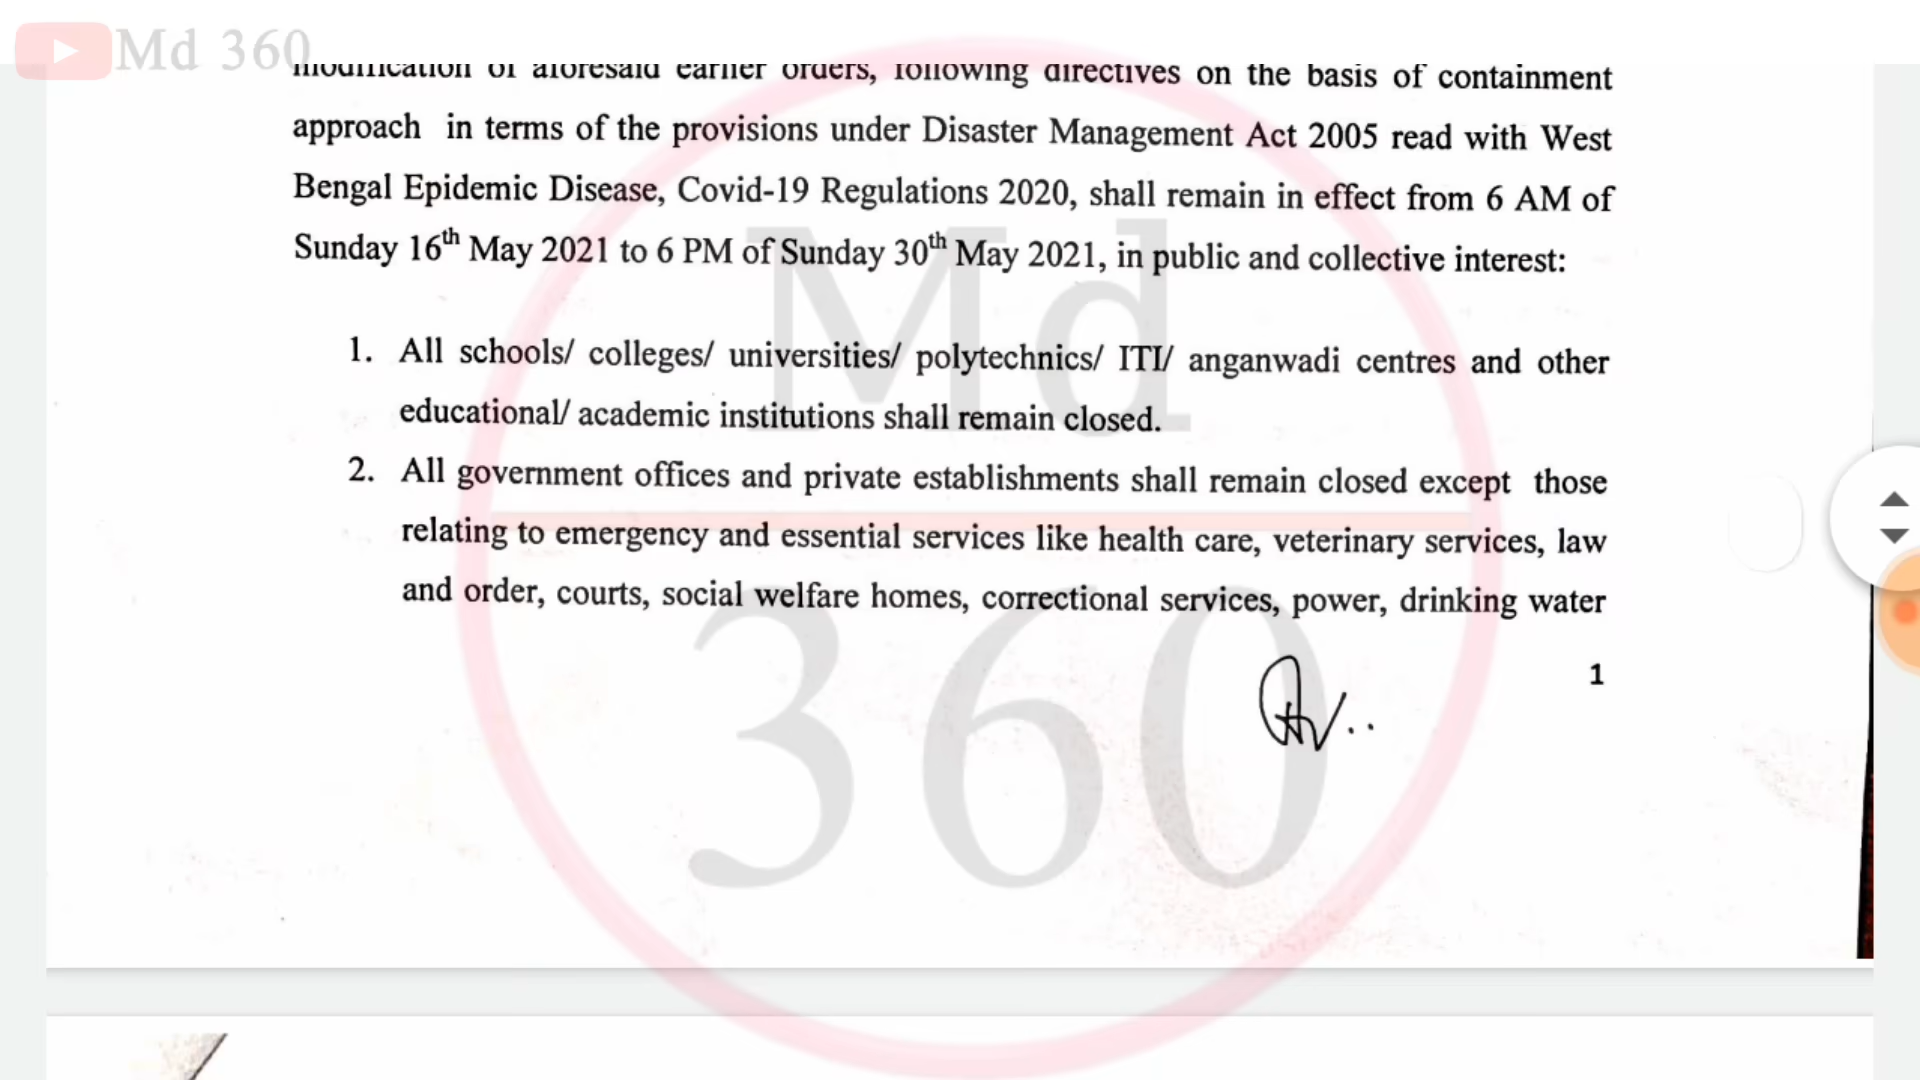 Md 360
modification of aforesaid earlier orders, following directives on the basis of containment
approach in terms of the provisions under Disaster Management Act 2005 read with West
Bengal Epidemic Disease, Covid-19 Regulations 2020, shall remain in effect from 6 AM of
Sunday 16th May 2021 to 6 PM of Sunday 30th May 2021, in public and collective interest:
1. All schools/ colleges/ universities/ polytechnics/ ITI/ anganwadi centres and other
educational/ academic institutions shall remain closed.
2. All government offices and private establishments shall remain closed except those
relating to emergency and essential services like health care, veterinary services, law
and order, courts, social welfare homes, correctional services, power, drinking water
1
Md
360